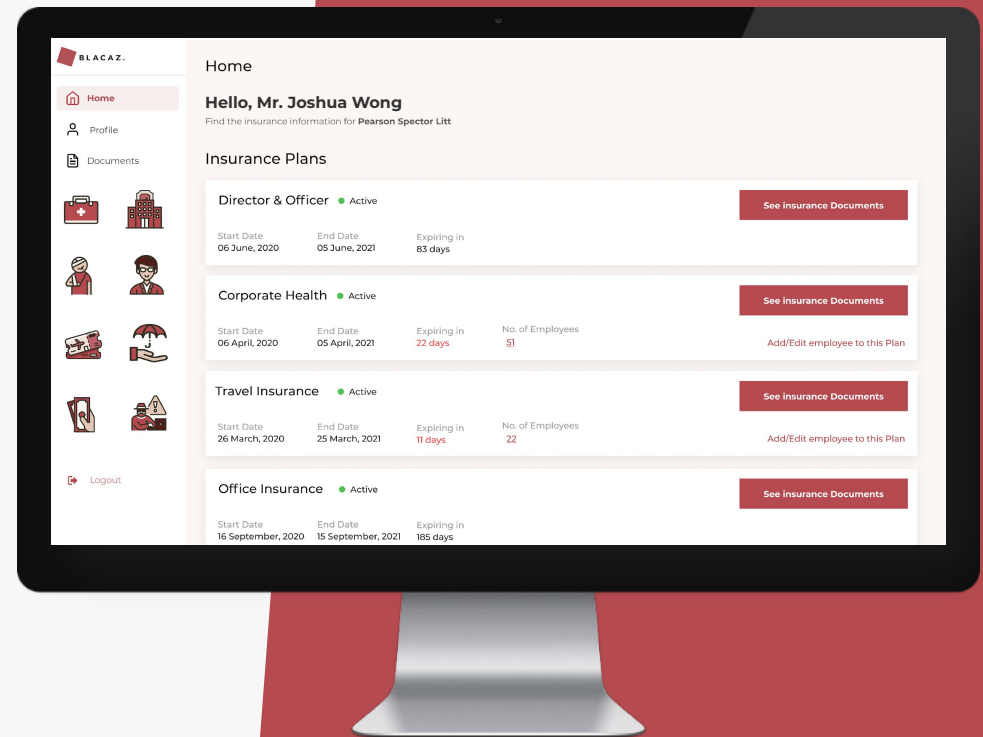 BLACAZ.
Home
Profile
Documents
Logout
Home
Hello, Mr. Joshua Wong
Find the insurance information for Pearson Spector Litt
Insurance Plans
Director & Officer Active
See insurance Documents
Start Date End Date Expiring in
06 June, 2020 05 June, 2021 83 days
Corporate Health Active
See insurance Documents
Start Date End Date Expiring in No. of Employees
06 April, 2020 05 April, 2021 22 days 51
Add/Edit employee to this Plan
Travel Insurance Active
See insurance Documents
Start Date End Date Expiring in No. of Employees
26 March, 2020 25 March, 2021 11 days 22
Add/Edit employee to this Plan
Office Insurance Active
See insurance Documents
Start Date End Date Expiring in
16 September, 2020 15 September, 2021 185 days